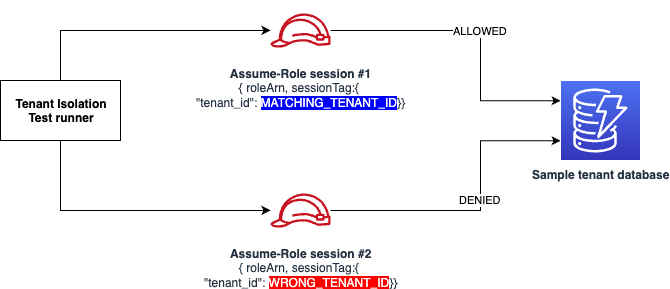 ALLOWED
Assume-Role session #1
{ roleArn, sessionTag:{
"tenant_id": MATCHING_TENANT_ID}}
Tenant Isolation
Test runner
Sample tenant database
DENIED
Assume-Role session #2
{ roleArn, sessionTag:{
"tenant_id": WRONG_TENANT_ID}}